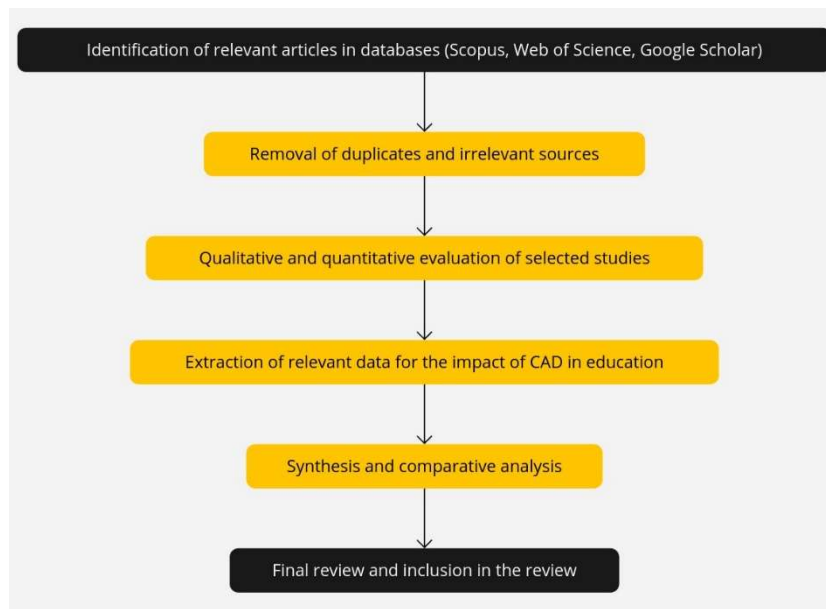 Identification of relevant articles in databases (Scopus, Web of Science, Google Scholar)
Removal of duplicates and irrelevant sources
Qualitative and quantitative evaluation of selected studies
Extraction of relevant data for the impact of CAD in education
Synthesis and comparative analysis
Final review and inclusion in the review